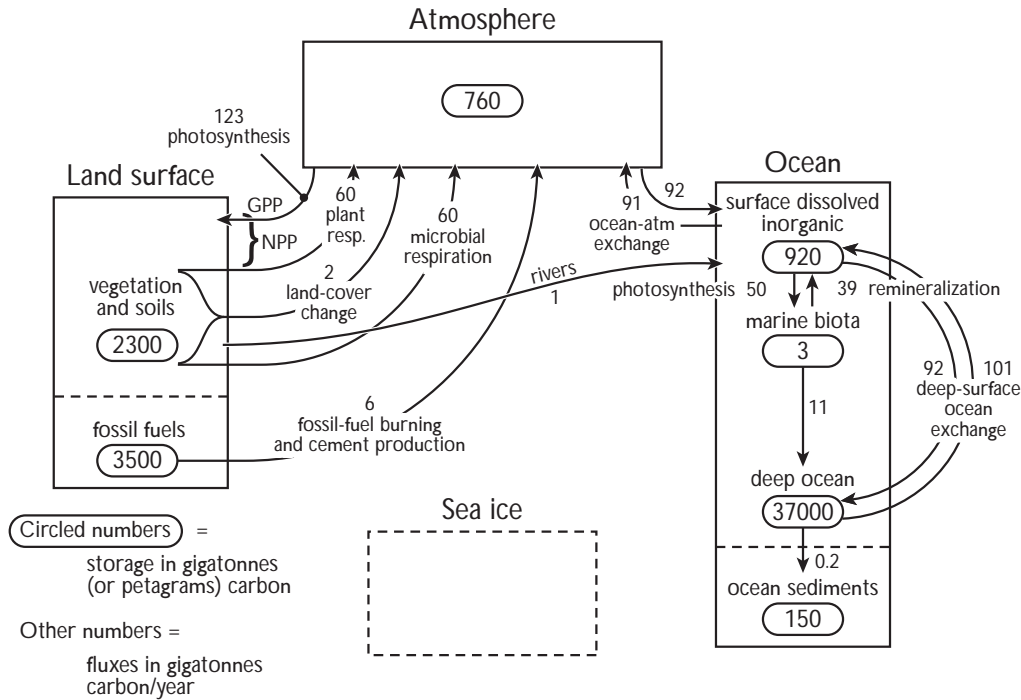 Atmosphere
760
123
photosynthesis
Land surface
GPP
NPP
60
plant
resp.
60
microbial
respiration
91
ocean-atm
exchange
92
Ocean
surface dissolved
inorganic
920
vegetation
and soils
2300
2
land-cover
change
rivers
1
photosynthesis 50
39 remineralization
marine biota
3
92 101
deep-surface
ocean
exchange
11
6
fossil-fuel burning
and cement production
fossil fuels
3500
deep ocean
37000
0.2
ocean sediments
150
Sea ice
Circled numbers =
storage in gigatonnes
(or petagrams) carbon
Other numbers =
fluxes in gigatonnes
carbon/year